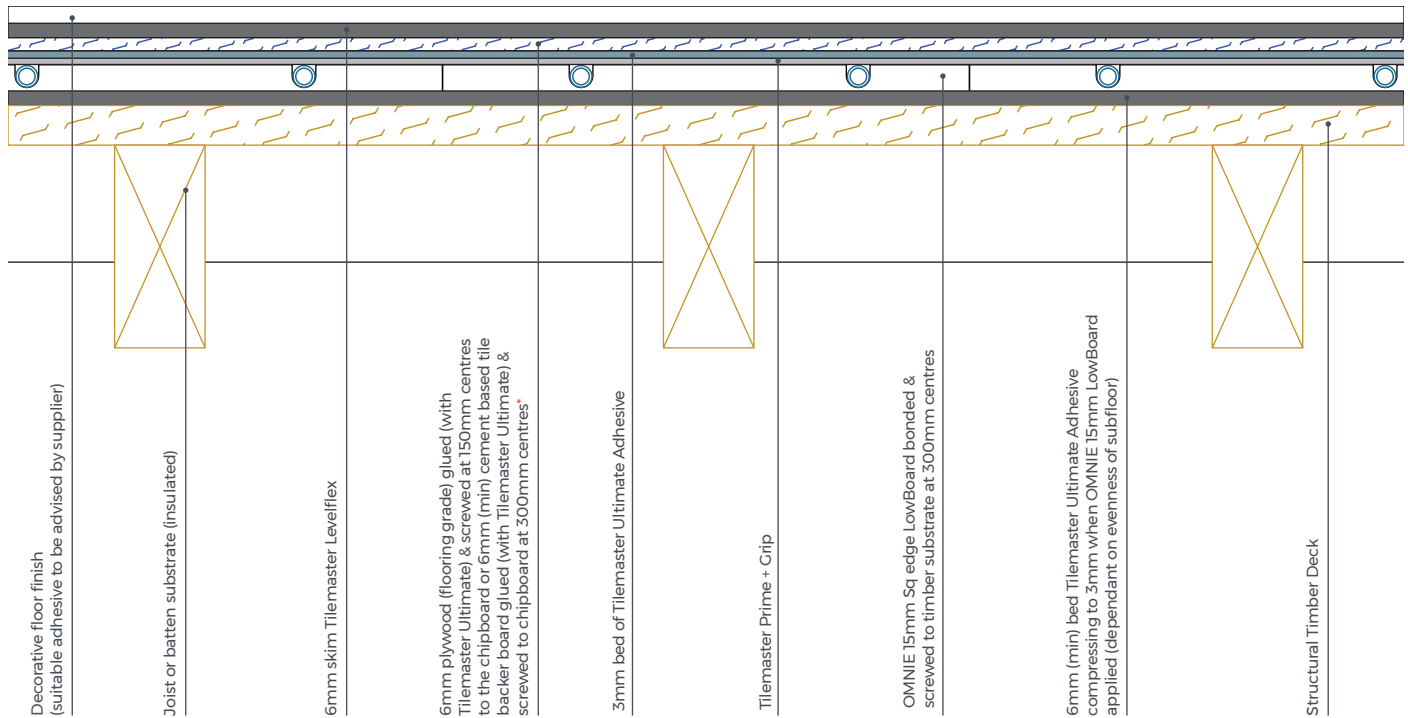 Decorative floor finish
(suitable adhesive to be advised by supplier)
Joist or batten substrate (insulated)
6mm skim Tilemaster Levelflex
6mm plywood (flooring grade) glued (with
Tilemaster Ultimate) & screwed at 150mm centres
to the chipboard or 6mm (min) cement based tile
backer board glued (with Tilemaster Ultimate) &
screwed to chipboard at 300mm centres*
3mm bed of Tilemaster Ultimate Adhesive
Tilemaster Prime + Grip
OMNIE 15mm Sq edge LowBoard bonded &
screwed to timber substrate at 300mm centres
6mm (min) bed Tilemaster Ultimate Adhesive
compressing to 3mm when OMNIE 15mm LowBoard
applied (dependant on evenness of subfloor)
Structural Timber Deck